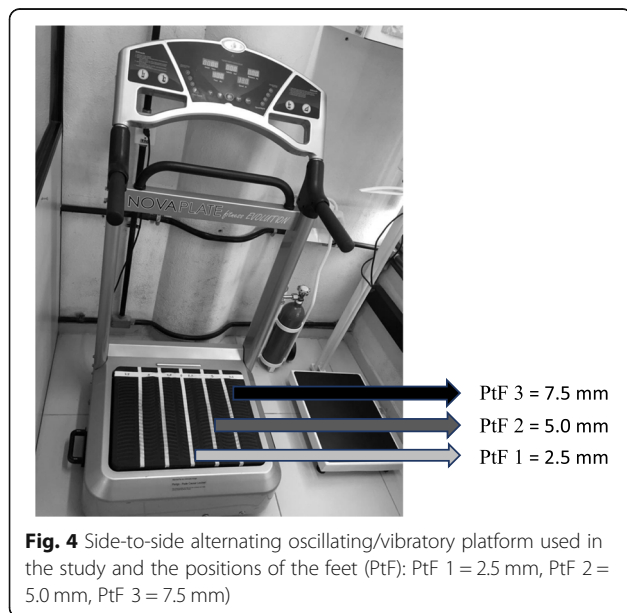 NOVAPLATE fitness EVOLUTION
PtF 3 = 7.5 mm
PtF 2 = 5.0 mm
PtF 1 = 2.5 mm
Fig. 4 Side-to-side alternating oscillating/vibratory platform used in
the study and the positions of the feet (PtF): PtF 1 = 2.5 mm, PtF 2 =
5.0 mm, PtF 3 = 7.5 mm)